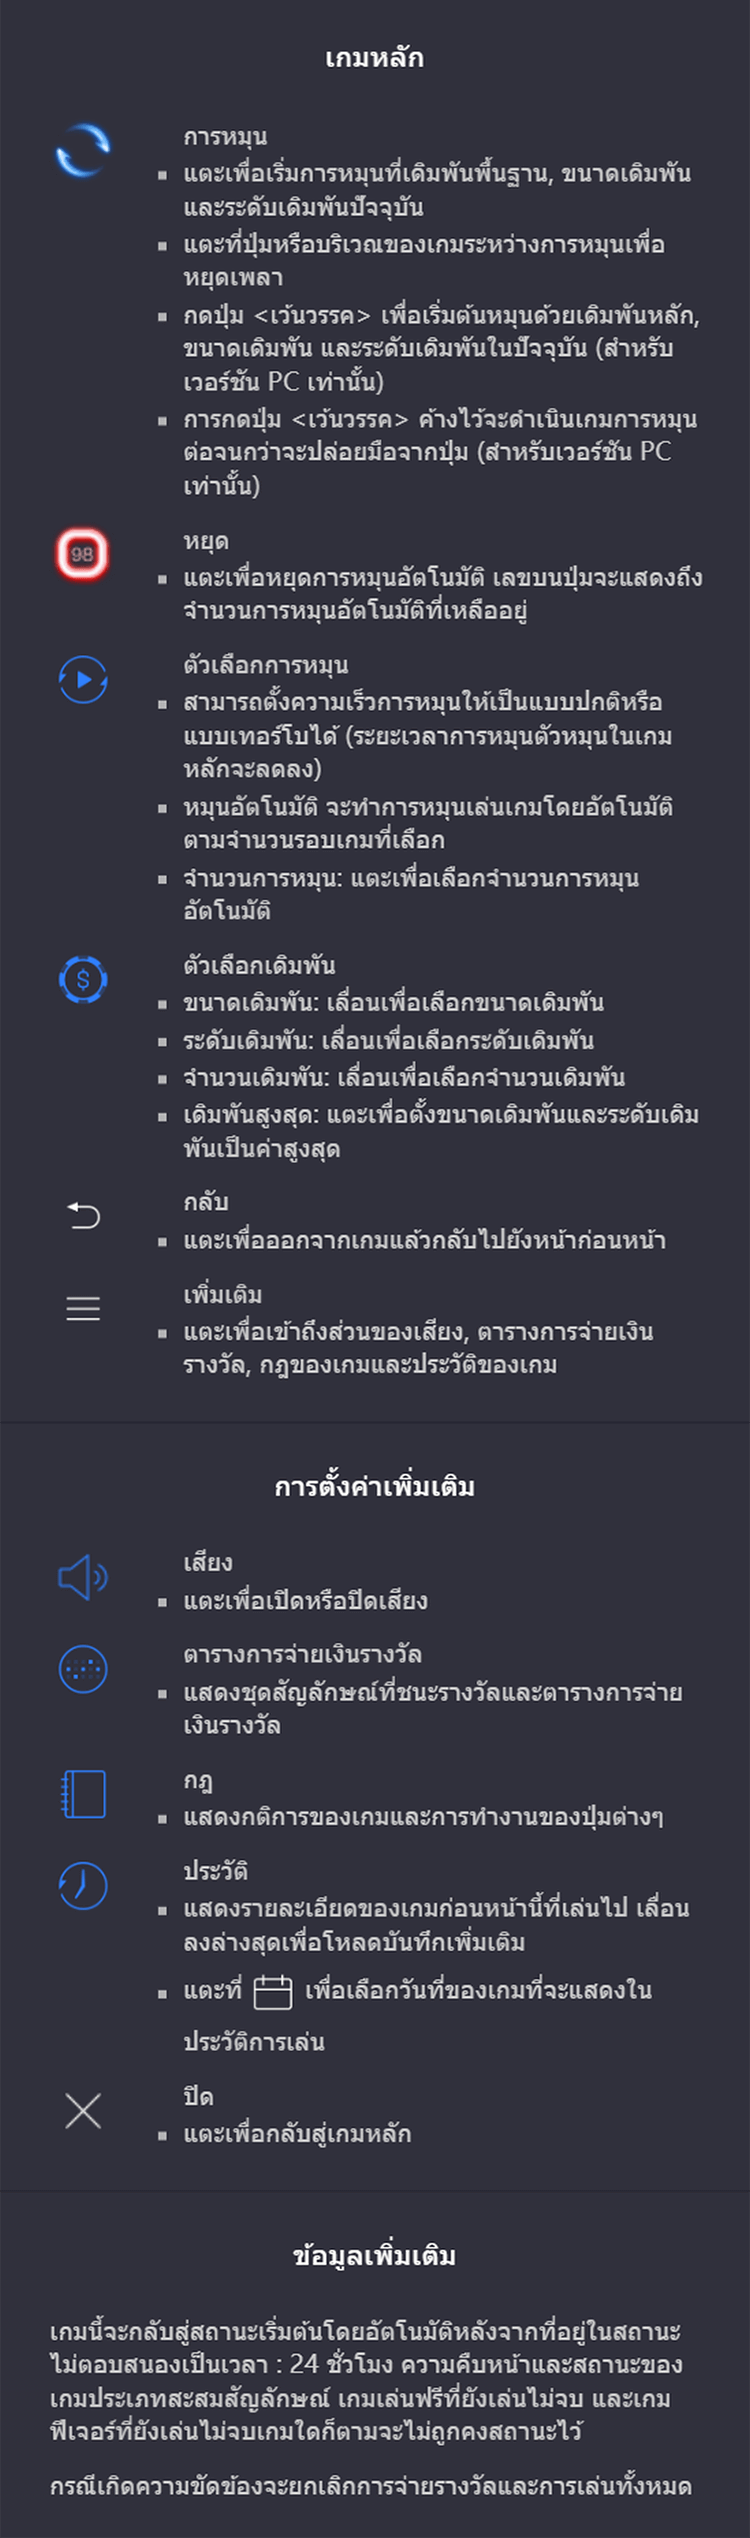 เกมหลัก
การหมุน
▪ แตะเพื่อเริ่มการหมุนที่เดิมพันพื้นฐาน, ขนาดเดิมพัน
และระดับเดิมพันปัจจุบัน
▪ แตะที่ปุ่มหรือบริเวณของเกมระหว่างการหมุนเพื่อ
หยุดเพลา
▪ กดปุ่ม <เว้นวรรค> เพื่อเริ่มต้นหมุนด้วยเดิมพันหลัก,
ขนาดเดิมพัน และระดับเดิมพันในปัจจุบัน (สำหรับ
เวอร์ชัน PC เท่านั้น)
▪ การกดปุ่ม <เว้นวรรค> ค้างไว้จะดำเนินเกมการหมุน
ต่อจนกว่าจะปล่อยมือจากปุ่ม (สำหรับเวอร์ชัน PC
เท่านั้น)
98
หยุด
▪ แตะเพื่อหยุดการหมุนอัตโนมัติ เลขบนปุ่มจะแสดงถึง
จำนวนการหมุนอัตโนมัติที่เหลืออยู่
ตัวเลือกการหมุน
▪ สามารถตั้งความเร็วการหมุนให้เป็นแบบปกติหรือ
แบบเทอร์โบได้ (ระยะเวลาการหมุนตัวหมุนในเกม
หลักจะลดลง)
▪ หมุนอัตโนมัติ จะทำการหมุนเล่นเกมโดยอัตโนมัติ
ตามจำนวนรอบเกมที่เลือก
▪ จำนวนการหมุน: แตะเพื่อเลือกจำนวนการหมุน
อัตโนมัติ
$
ตัวเลือกเดิมพัน
▪ ขนาดเดิมพัน: เลื่อนเพื่อเลือกขนาดเดิมพัน
▪ ระดับเดิมพัน: เลื่อนเพื่อเลือกระดับเดิมพัน
▪ จำนวนเดิมพัน: เลื่อนเพื่อเลือกจำนวนเดิมพัน
▪ เดิมพันสูงสุด: แตะเพื่อตั้งขนาดเดิมพันและระดับเดิม
พันเป็นค่าสูงสุด
กลับ
▪ แตะเพื่อออกจากเกมแล้วกลับไปยังหน้าก่อนหน้า
เพิ่มเติม
▪ แตะเพื่อเข้าถึงส่วนของเสียง, ตารางการจ่ายเงิน
รางวัล, กฎของเกมและประวัติของเกม
การตั้งค่าเพิ่มเติม
เสียง
▪ แตะเพื่อเปิดหรือปิดเสียง
ตารางการจ่ายเงินรางวัล
▪ แสดงชุดสัญลักษณ์ที่ชนะรางวัลและตารางการจ่าย
เงินรางวัล
กฎ
▪ แสดงกติการของเกมและการทำงานของปุ่มต่างๆ
ประวัติ
▪ แสดงรายละเอียดของเกมก่อนหน้านี้ที่เล่นไป เลื่อน
ลงล่างสุดเพื่อโหลดบันทึกเพิ่มเติม
▪ แตะที่ เพื่อเลือกวันที่ของเกมที่จะแสดงใน
ประวัติการเล่น
ปิด
▪ แตะเพื่อกลับสู่เกมหลัก
ข้อมูลเพิ่มเติม
เกมนี้จะกลับสู่สถานะเริ่มต้นโดยอัตโนมัติหลังจากที่อยู่ในสถานะ
ไม่ตอบสนองเป็นเวลา : 24 ชั่วโมง ความคืบหน้าและสถานะของ
เกมประเภทสะสมสัญลักษณ์ เกมเล่นฟรีที่ยังเล่นไม่จบ และเกม
ฟีเจอร์ที่ยังเล่นไม่จบเกมใดก็ตามจะไม่ถูกคงสถานะไว้
กรณีเกิดความขัดข้องจะยกเลิกการจ่ายรางวัลและการเล่นทั้งหมด